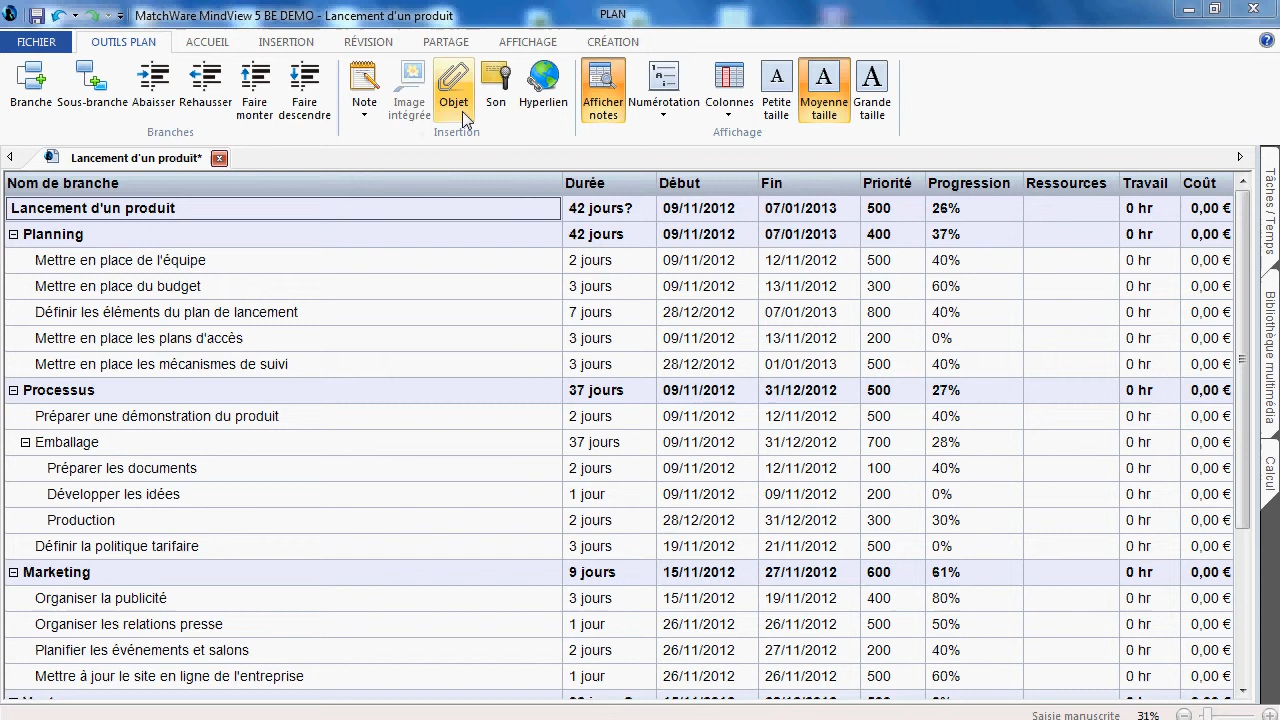 MatchWare MindView 5 BE DEMO - Lancement d'un produit
PLAN
FICHIER OUTILS PLAN ACCUEIL INSERTION RÉVISION PARTAGE AFFICHAGE CRÉATION
Branche Sous-branche Abaisser Rehausser Faire monter Faire descendre Note Image intégrée Objet Son Hyperlien Afficher notes Numérotation Colonnes Petite taille Moyenne taille Grande taille
Branches Insertion Affichage
Lancement d'un produit*
Nom de branche Durée Début Fin Priorité Progression Ressources Travail Coût
Lancement d'un produit 42 jours? 09/11/2012 07/01/2013 500 26% 0 hr 0,00 €
Planning 42 jours 09/11/2012 07/01/2013 400 37% 0 hr 0,00 €
Mettre en place de l'équipe 2 jours 09/11/2012 12/11/2012 500 40% 0 hr 0,00 €
Mettre en place du budget 3 jours 09/11/2012 13/11/2012 300 60% 0 hr 0,00 €
Définir les éléments du plan de lancement 7 jours 28/12/2012 07/01/2013 800 40% 0 hr 0,00 €
Mettre en place les plans d'accès 3 jours 09/11/2012 13/11/2012 200 0% 0 hr 0,00 €
Mettre en place les mécanismes de suivi 3 jours 28/12/2012 01/01/2013 500 40% 0 hr 0,00 €
Processus 37 jours 09/11/2012 31/12/2012 500 27% 0 hr 0,00 €
Préparer une démonstration du produit 2 jours 09/11/2012 12/11/2012 500 40% 0 hr 0,00 €
Emballage 37 jours 09/11/2012 31/12/2012 700 28% 0 hr 0,00 €
Préparer les documents 2 jours 09/11/2012 12/11/2012 100 40% 0 hr 0,00 €
Développer les idées 1 jour 09/11/2012 09/11/2012 200 0% 0 hr 0,00 €
Production 2 jours 28/12/2012 31/12/2012 300 30% 0 hr 0,00 €
Définir la politique tarifaire 3 jours 19/11/2012 21/11/2012 500 0% 0 hr 0,00 €
Marketing 9 jours 15/11/2012 27/11/2012 600 61% 0 hr 0,00 €
Organiser la publicité 3 jours 15/11/2012 19/11/2012 400 80% 0 hr 0,00 €
Organiser les relations presse 1 jour 26/11/2012 26/11/2012 500 50% 0 hr 0,00 €
Planifier les événements et salons 2 jours 26/11/2012 27/11/2012 200 40% 0 hr 0,00 €
Mettre à jour le site en ligne de l'entreprise 1 jour 26/11/2012 26/11/2012 500 60% 0 hr 0,00 €
Tâches / Temps
Bibliothèque multimédia
Calcul
Saisie manuscrite 31%